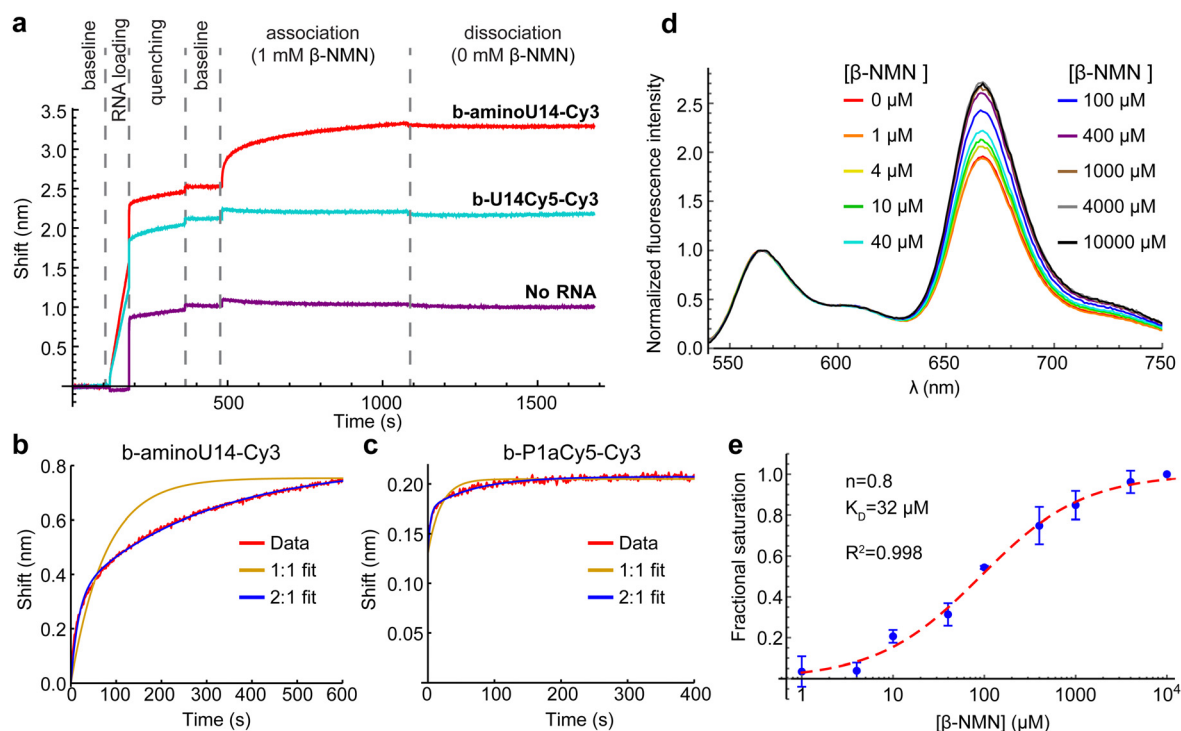 a
baseline
RNA loading
quenching
baseline
association
(1 mM β-NMN)
dissociation
(0 mM β-NMN)
3.5
3.0
2.5
2.0
1.5
1.0
0.5
Shift (nm)
b-aminoU14-Cy3
b-U14Cy5-Cy3
No RNA
500
1000
1500
Time (s)
b
b-aminoU14-Cy3
0.8
0.6
0.4
0.2
0.0
Shift (nm)
Data
1:1 fit
2:1 fit
0
100
200
300
400
500
600
Time (s)
c
b-P1aCy5-Cy3
0.20
0.15
0.10
0.05
Shift (nm)
Data
1:1 fit
2:1 fit
0
100
200
300
400
Time (s)
d
[β-NMN ]
0 µM
1 µM
4 µM
10 µM
40 µM
[β-NMN ]
100 µM
400 µM
1000 µM
4000 µM
10000 µM
2.5
2.0
1.5
1.0
0.5
0.0
Normalized fluorescence intensity
550
600
650
700
750
λ (nm)
e
n=0.8
K_D=32 µM
R²=0.998
1.0
0.8
0.6
0.4
0.2
Fractional saturation
1
10
100
1000
10⁴
[β-NMN] (µM)